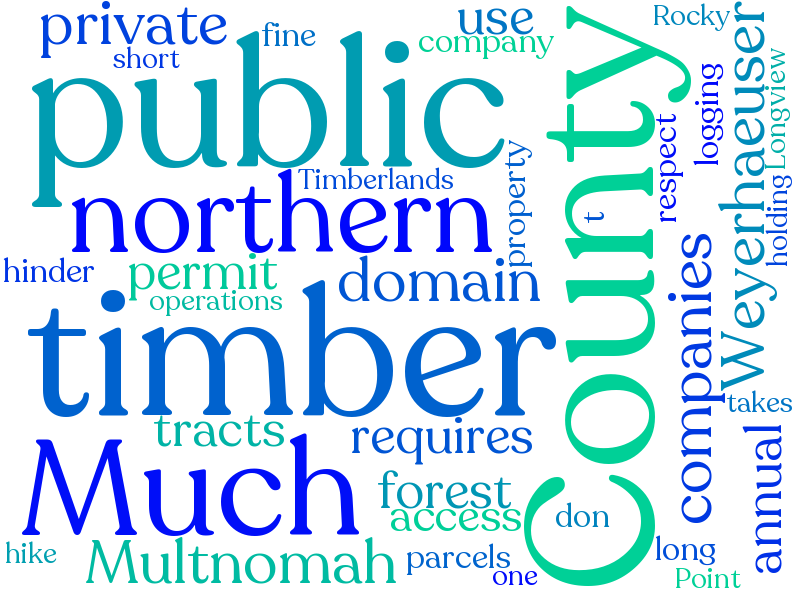 private
short
fine
use
company
Rocky
public
County
Weyerhaeuser
Longview
logging
respect
property
Timberlands
t
holding
northern
hinder
permit
operations
domain
companies
timber
takes
tracts
requires
annual
Much
forest
access
don
hike
Multnomah
parcels
one
long
Point